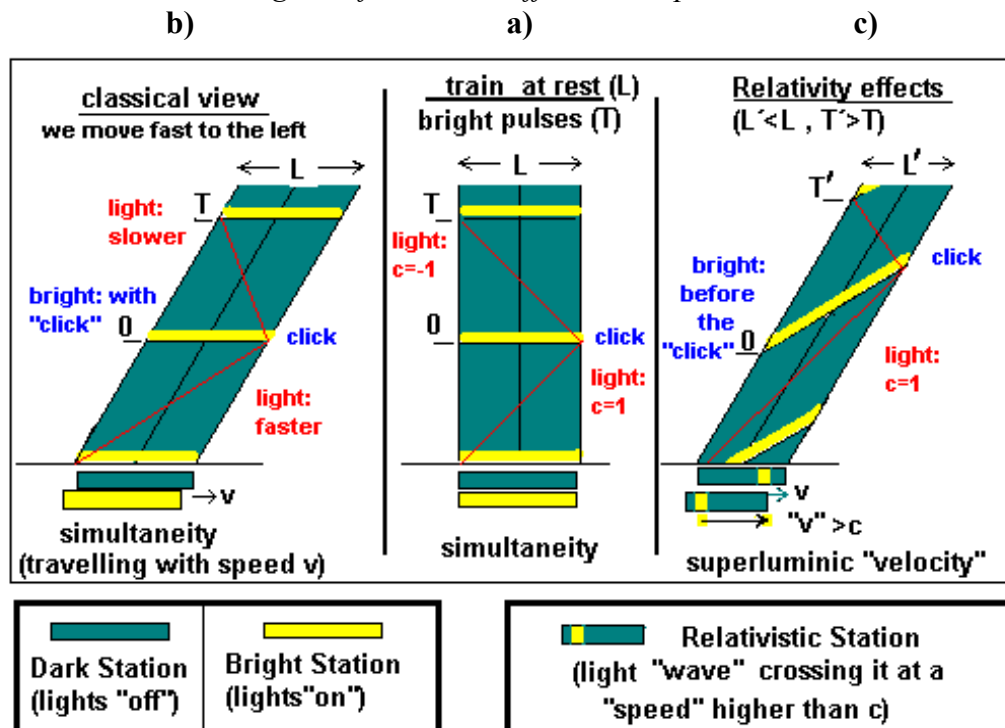 b)
a)
c)
classical view
we move fast to the left
L
light:
slower
T
bright: with
"click"
0
click
light:
faster
v
simultaneity
(travelling with speed v)
train at rest (L)
bright pulses (T)
L
T
light:
c=-1
0
click
light:
c=1
simultaneity
Relativity effects
(L´<L , T´>T)
L'
T'
click
bright:
before
the
"click"
0
light:
c=1
v
"v" >c
superluminic "velocity"
Dark Station
(lights "off")
Bright Station
(lights"on")
Relativistic Station
(light "wave" crossing it at a
"speed" higher than c)